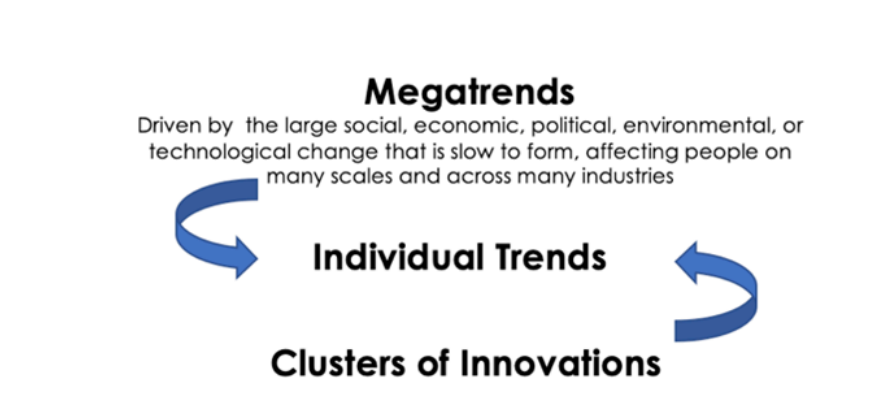 Megatrends
Driven by  the large social, economic, political, environmental, or
technological change that is slow to form, affecting people on
many scales and across many industries
Individual Trends
Clusters of Innovations